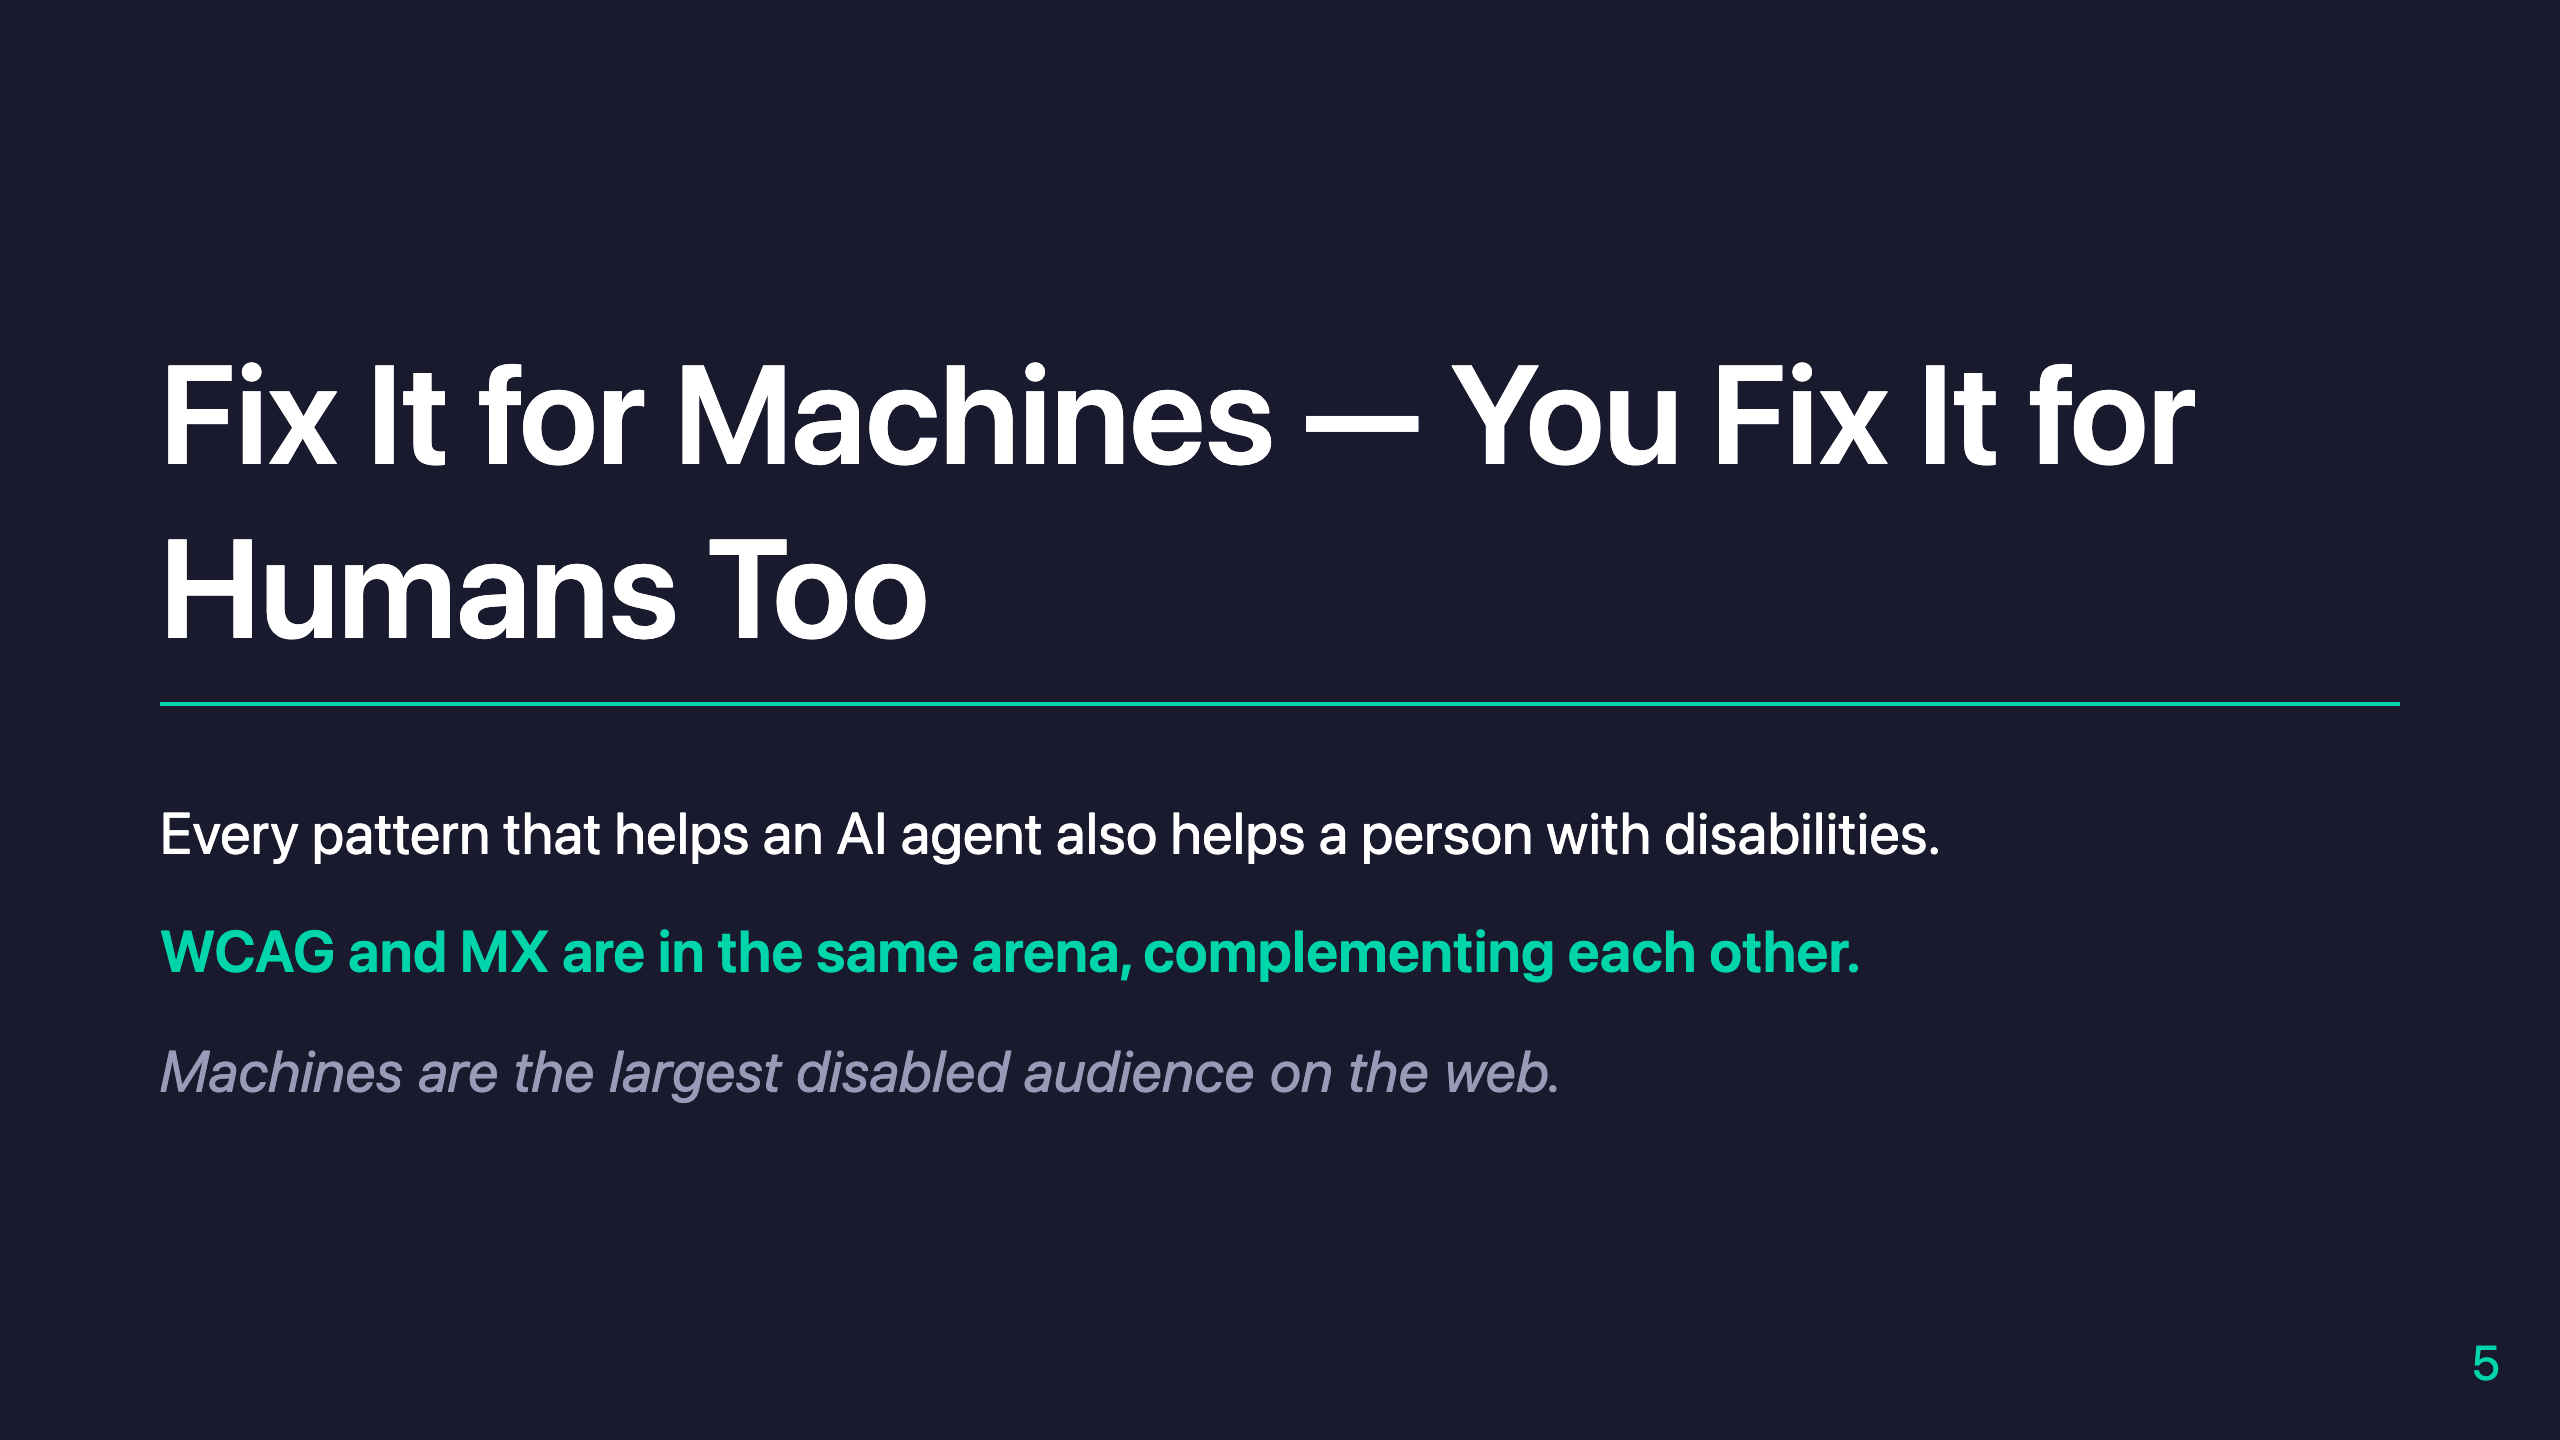 Fix It for Machines — You Fix It for
Humans Too
Every pattern that helps an AI agent also helps a person with disabilities.
WCAG and MX are in the same arena, complementing each other.
Machines are the largest disabled audience on the web.
5